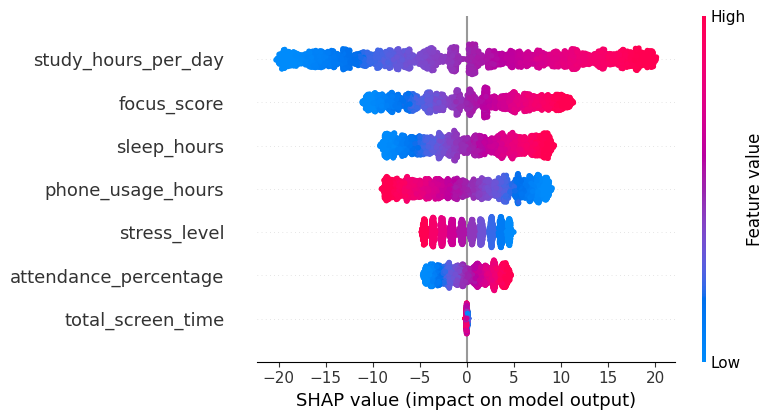 High
study_hours_per_day
focus_score
sleep_hours
phone_usage_hours
stress_level
attendance_percentage
total_screen_time
Feature value
Low
−20 −15 −10 −5 0 5 10 15 20
SHAP value (impact on model output)